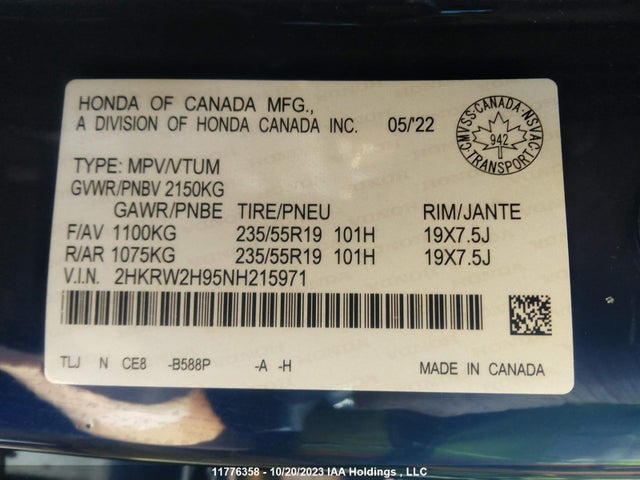 HONDA OF CANADA MFG.,
A DIVISION OF HONDA CANADA INC. 05/'22
CMVSS·CANADA·NSVAC
942
TRANSPORT
TYPE: MPV/VTUM
GVWR/PNBV 2150KG
GAWR/PNBE TIRE/PNEU RIM/JANTE
F/AV 1100KG 235/55R19 101H 19X7.5J
R/AR 1075KG 235/55R19 101H 19X7.5J
V.I.N. 2HKRW2H95NH215971
TLJ N CE8 -B588P -A -H MADE IN CANADA
11776358 - 10/20/2023 IAA Holdings , LLC